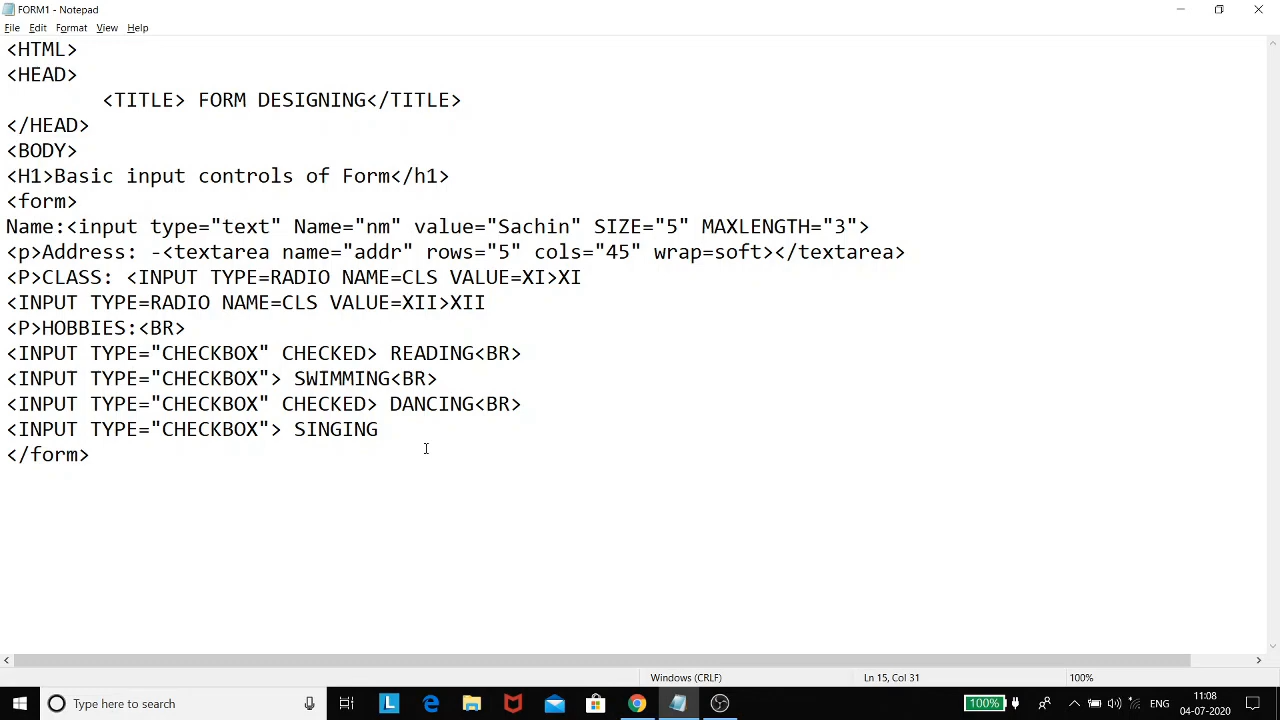 FORM1 - Notepad
File Edit Format View Help
<HTML>
<HEAD>
<TITLE> FORM DESIGNING</TITLE>
</HEAD>
<BODY>
<H1>Basic input controls of Form</h1>
<form>
Name:<input type="text" Name="nm" value="Sachin" SIZE="5" MAXLENGTH="3">
<p>Address: -<textarea name="addr" rows="5" cols="45" wrap=soft></textarea>
<P>CLASS: <INPUT TYPE=RADIO NAME=CLS VALUE=XI>XI
<INPUT TYPE=RADIO NAME=CLS VALUE=XII>XII
<P>HOBBIES:<BR>
<INPUT TYPE="CHECKBOX" CHECKED> READING<BR>
<INPUT TYPE="CHECKBOX"> SWIMMING<BR>
<INPUT TYPE="CHECKBOX" CHECKED> DANCING<BR>
<INPUT TYPE="CHECKBOX"> SINGING
</form>
Windows (CRLF) Ln 15, Col 31 100%
Type here to search L 100% ENG 11:08
04-07-2020